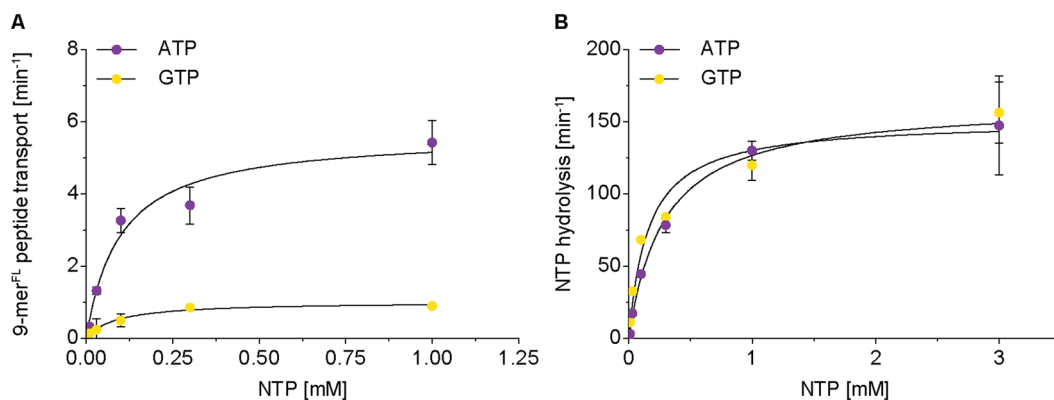 A
9-merFL peptide transport [min-1]
8
6
4
2
0
0.00
0.25
0.50
0.75
1.00
1.25
NTP [mM]
ATP
GTP
B
NTP hydrolysis [min-1]
200
150
100
50
0
0
1
2
3
NTP [mM]
ATP
GTP